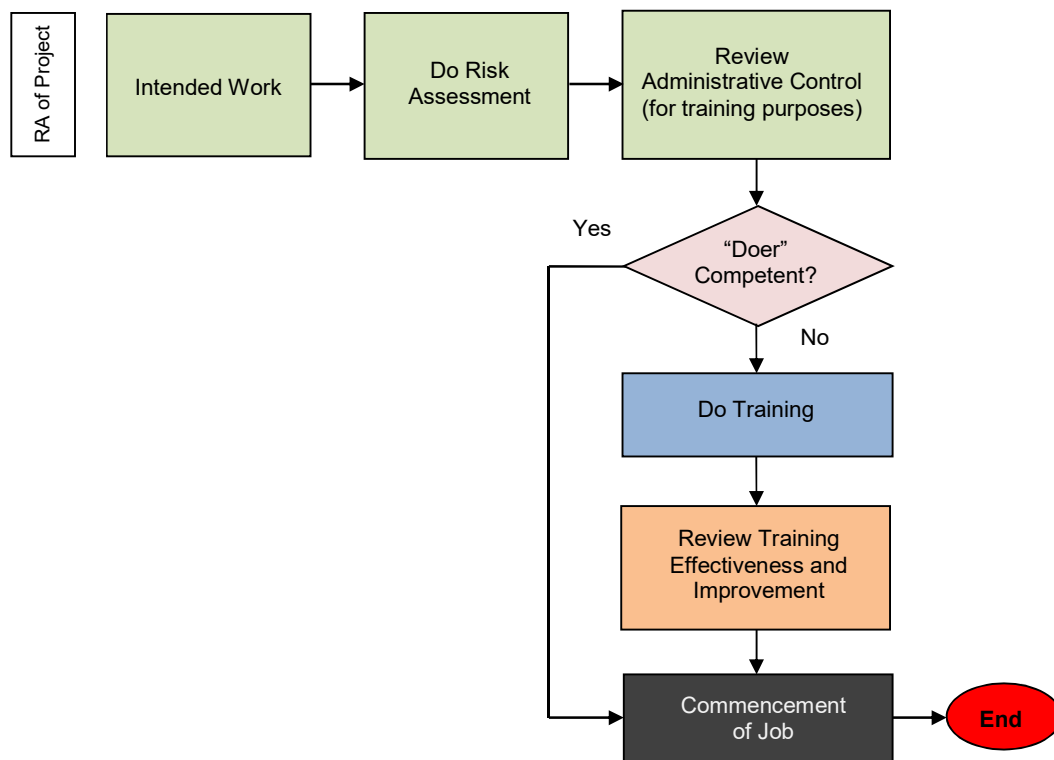 RA of Project
Intended Work
Do Risk
Assessment
Review
Administrative Control
(for training purposes)
Yes
“Doer”
Competent?
No
Do Training
Review Training
Effectiveness and
Improvement
Commencement
of Job
End